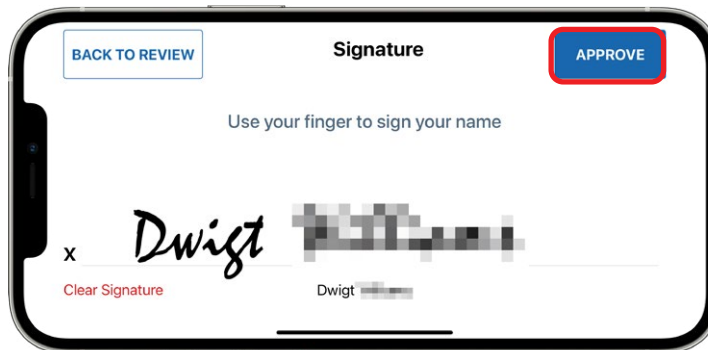 BACK TO REVIEW Signature APPROVE
Use your finger to sign your name
X Dwigt
Clear Signature Dwigt